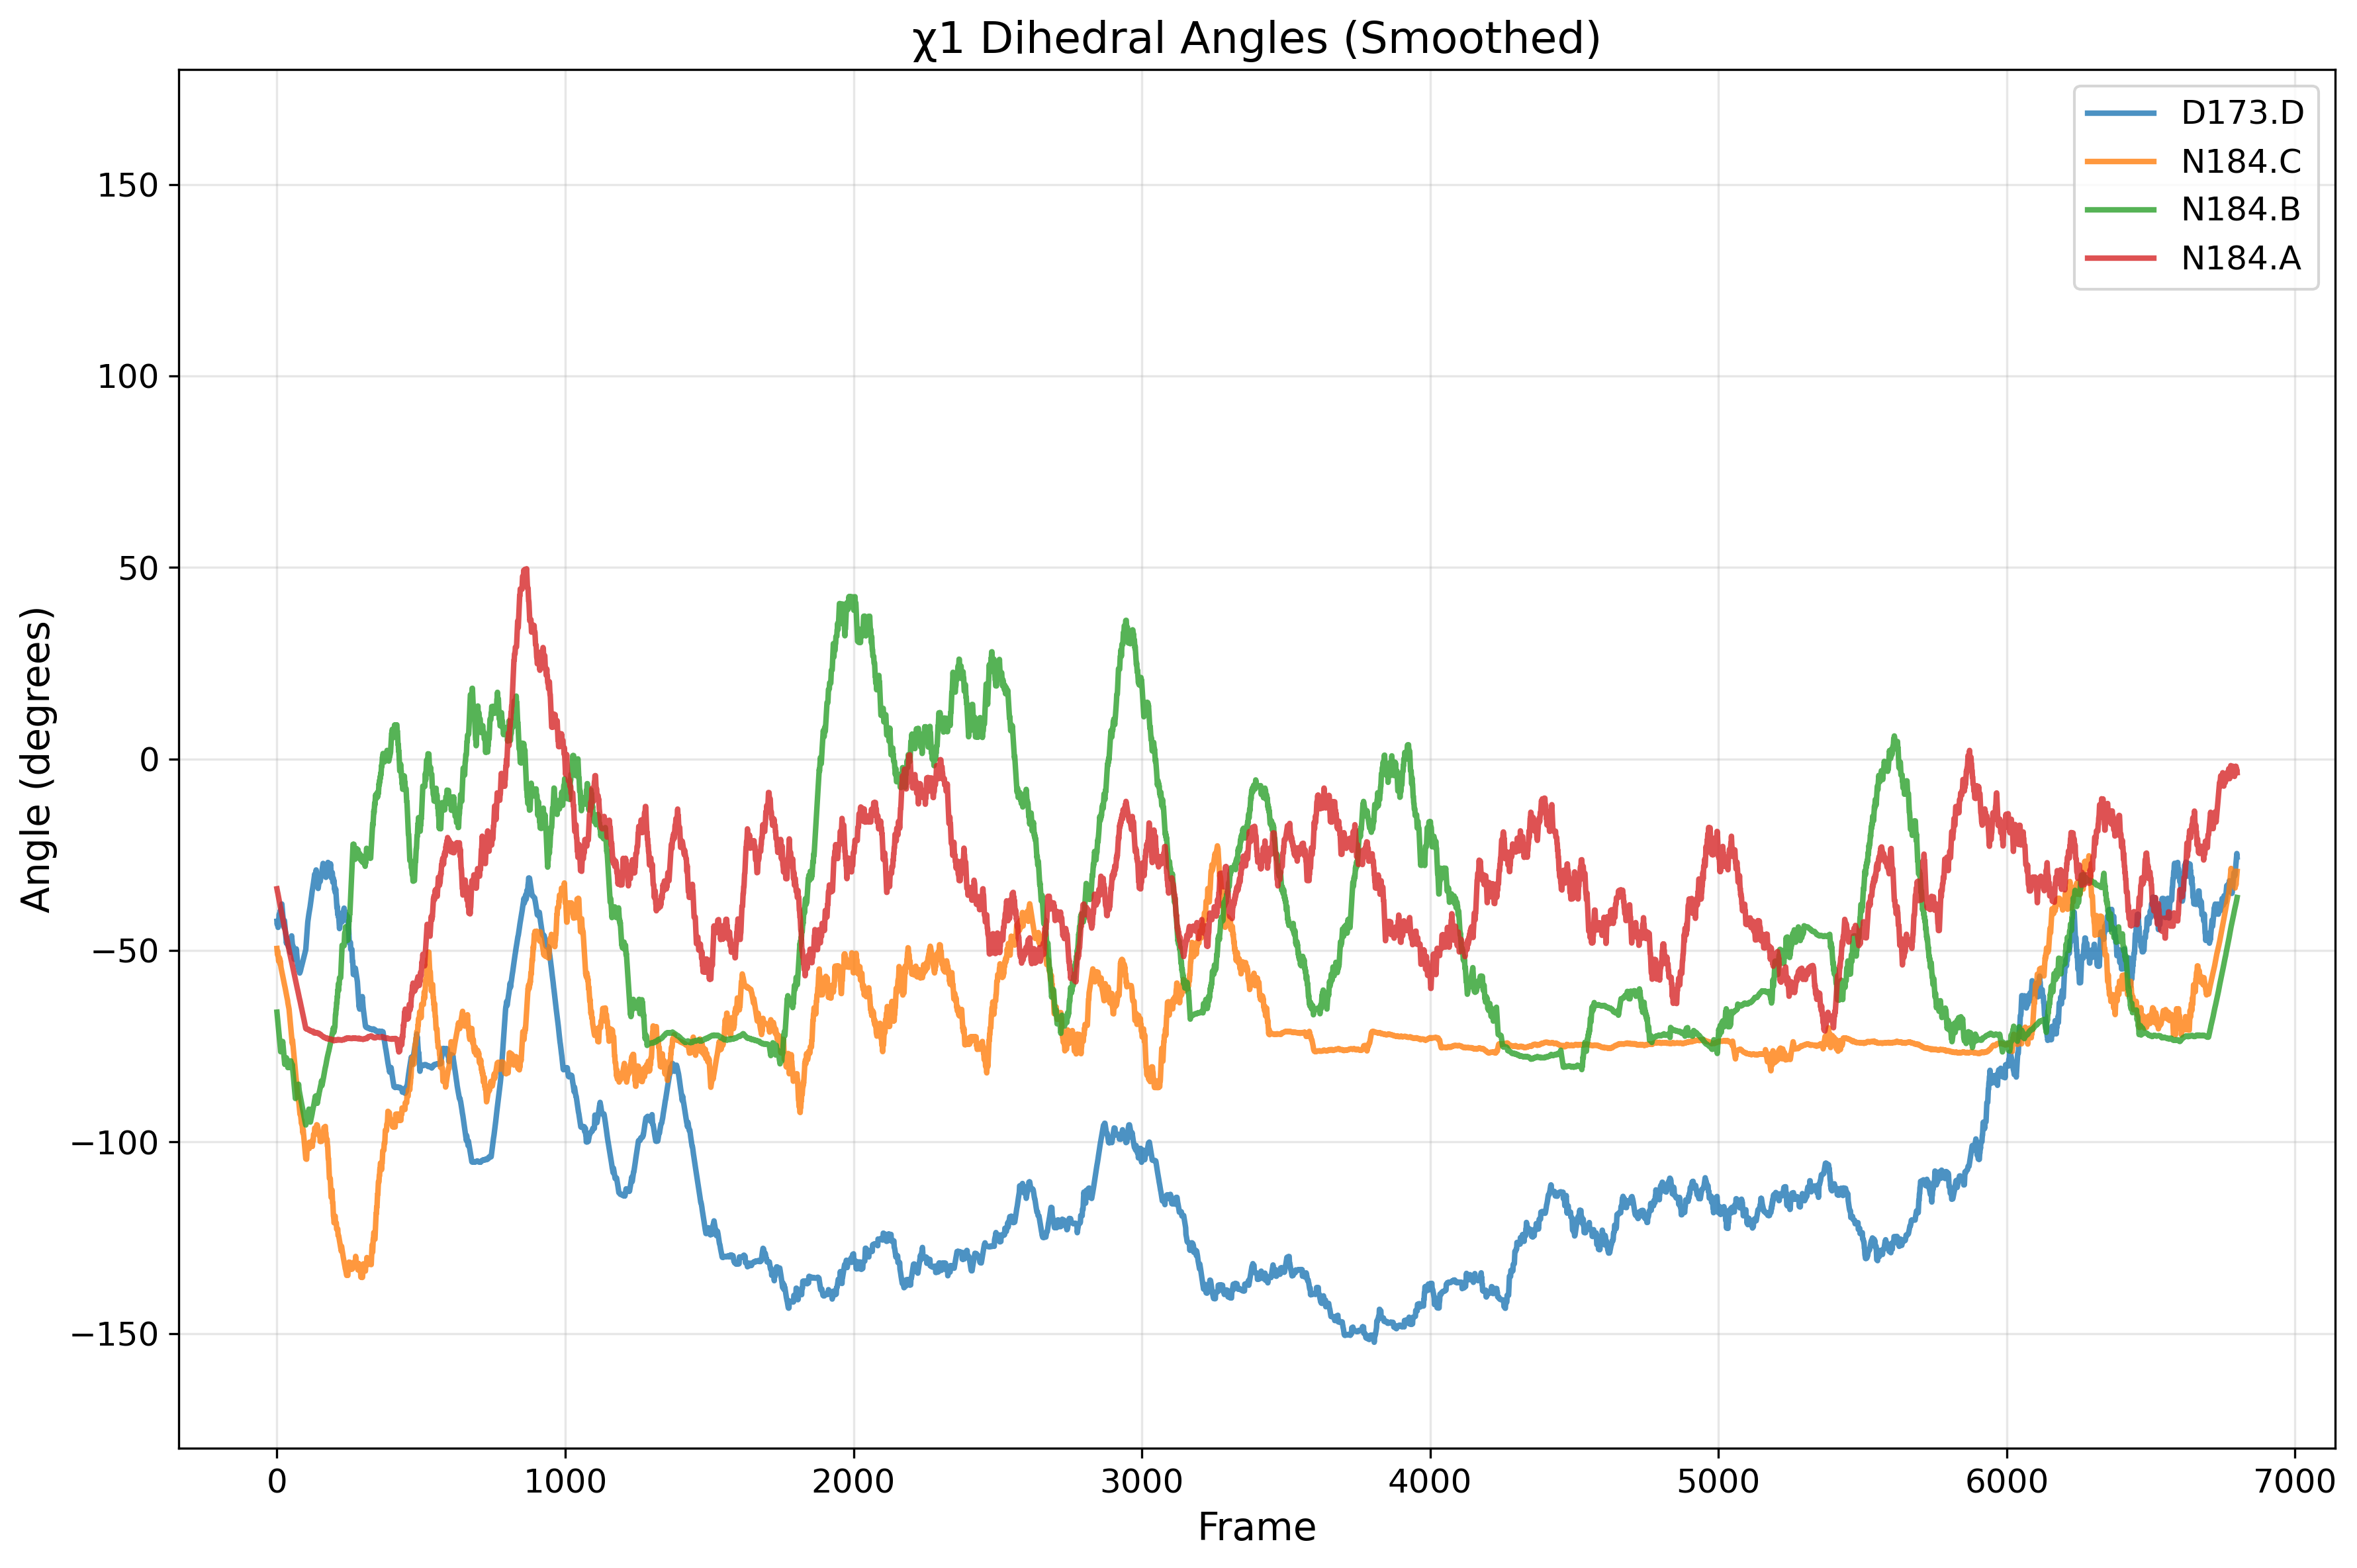 χ1 Dihedral Angles (Smoothed)
D173.D
N184.C
N184.B
N184.A
Angle (degrees)
150
100
50
0
−50
−100
−150
0 1000 2000 3000 4000 5000 6000 7000
Frame